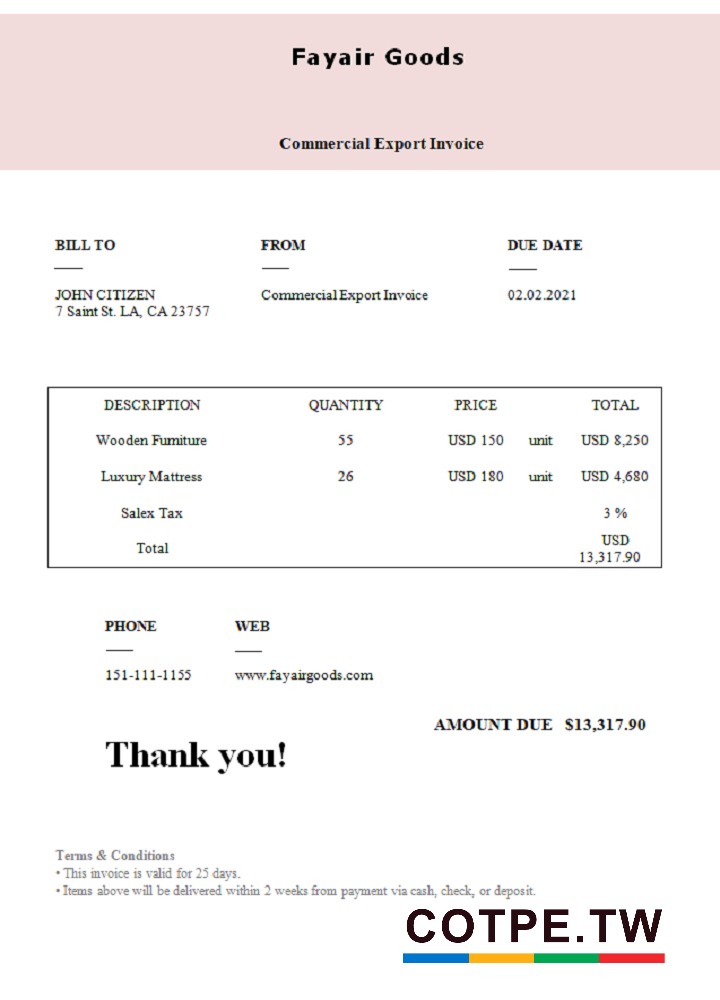 Fayair Goods
Commercial Export Invoice
BILL TO FROM DUE DATE
JOHN CITIZEN Commercial Export Invoice 02.02.2021
7 Saint St. LA, CA 23757
DESCRIPTION QUANTITY PRICE TOTAL
Wooden Furniture 55 USD 150 unit USD 8,250
Luxury Mattress 26 USD 180 unit USD 4,680
Salex Tax 3 %
Total USD 13,317.90
PHONE WEB
151-111-1155 www.fayairgoods.com
AMOUNT DUE $13,317.90
Thank you!
Terms & Conditions
• This invoice is valid for 25 days.
• Items above will be delivered within 2 weeks from payment via cash, check, or deposit.
COTPE.TW